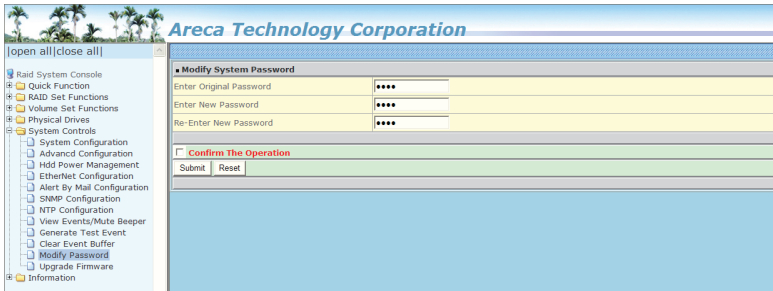 Areca Technology Corporation
|open all|close all|
Raid System Console
Quick Function
RAID Set Functions
Volume Set Functions
Physical Drives
System Controls
System Configuration
Advancd Configuration
Hdd Power Management
EtherNet Configuration
Alert By Mail Configuration
SNMP Configuration
NTP Configuration
View Events/Mute Beeper
Generate Test Event
Clear Event Buffer
Modify Password
Upgrade Firmware
Information
Modify System Password
Enter Original Password ••••
Enter New Password ••••
Re-Enter New Password ••••
Confirm The Operation
Submit Reset